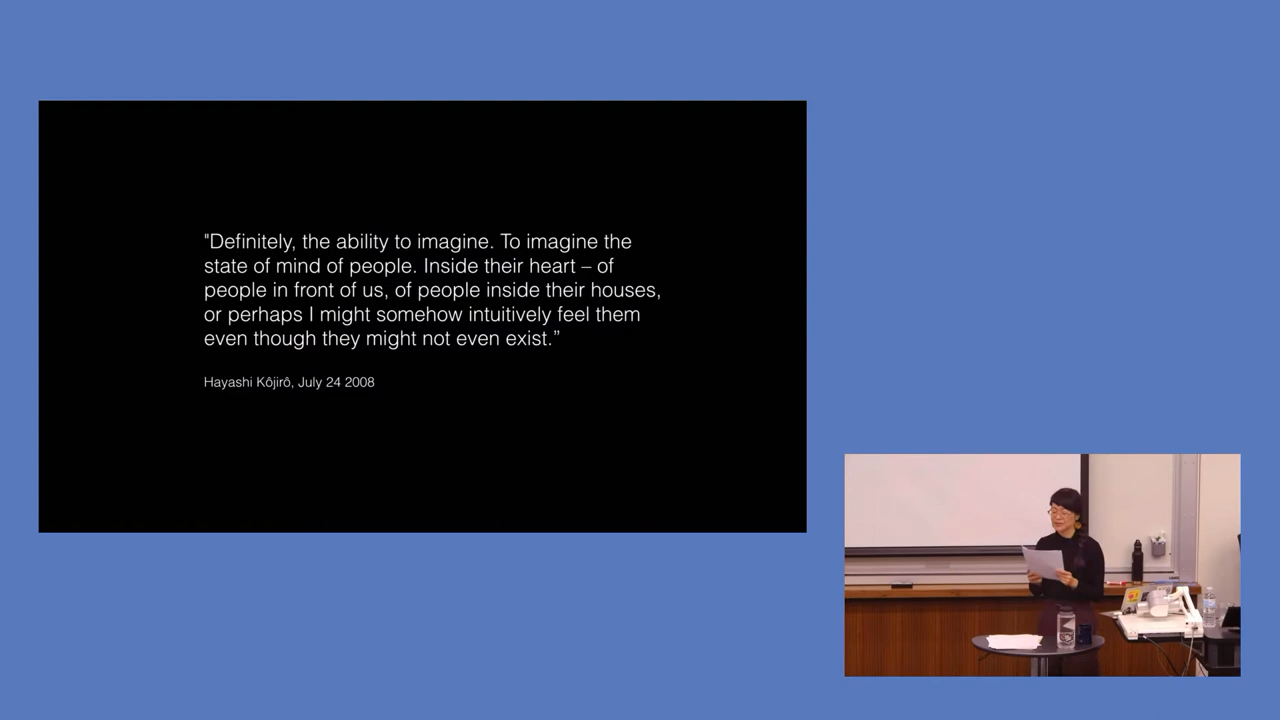 "Definitely, the ability to imagine. To imagine the
state of mind of people. Inside their heart – of
people in front of us, of people inside their houses,
or perhaps I might somehow intuitively feel them
even though they might not even exist.”
Hayashi Kôjirô, July 24 2008